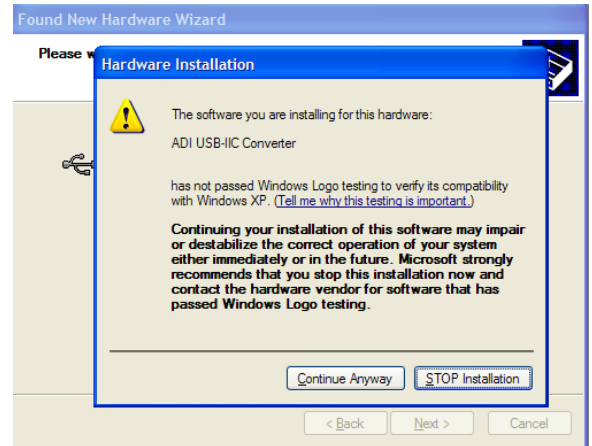 Found New Hardware Wizard
Please w
Hardware Installation
The software you are installing for this hardware:
ADI USB-IIC Converter
has not passed Windows Logo testing to verify its compatibility
with Windows XP. (Tell me why this testing is important.)
Continuing your installation of this software may impair
or destabilize the correct operation of your system
either immediately or in the future. Microsoft strongly
recommends that you stop this installation now and
contact the hardware vendor for software that has
passed Windows Logo testing.
Continue Anyway STOP Installation
< Back Next > Cancel